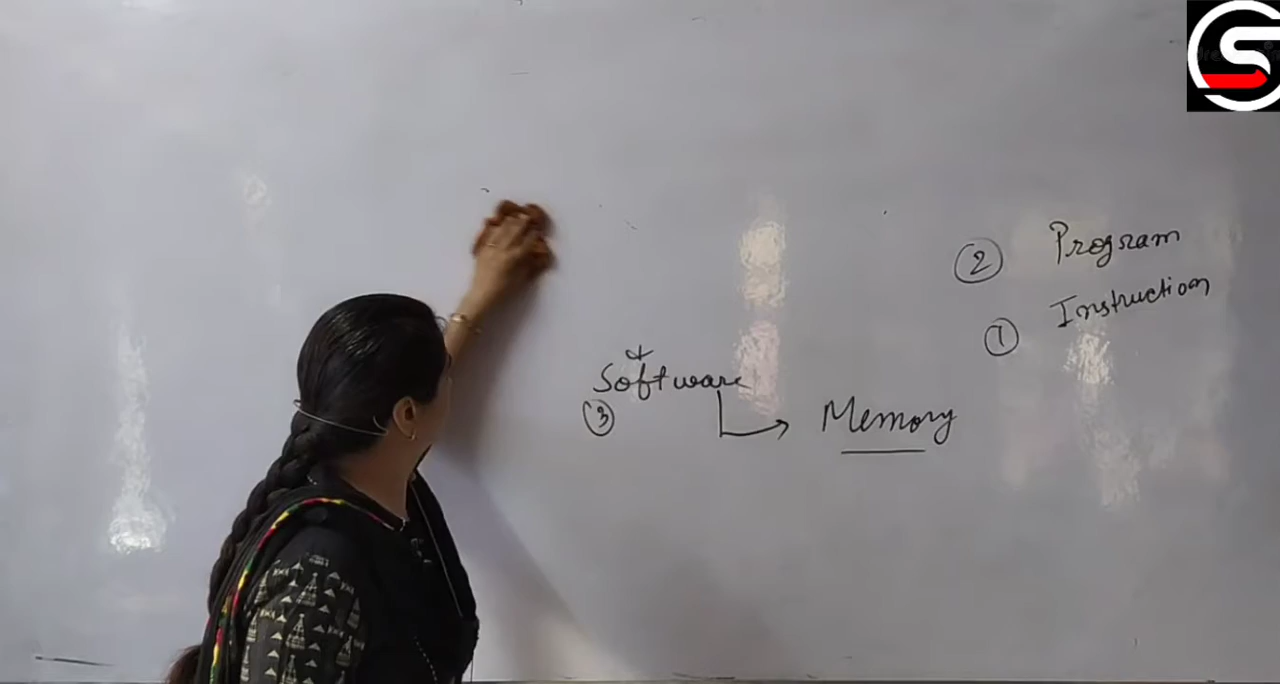 ② Program
① Instruction
Software
③
Memory